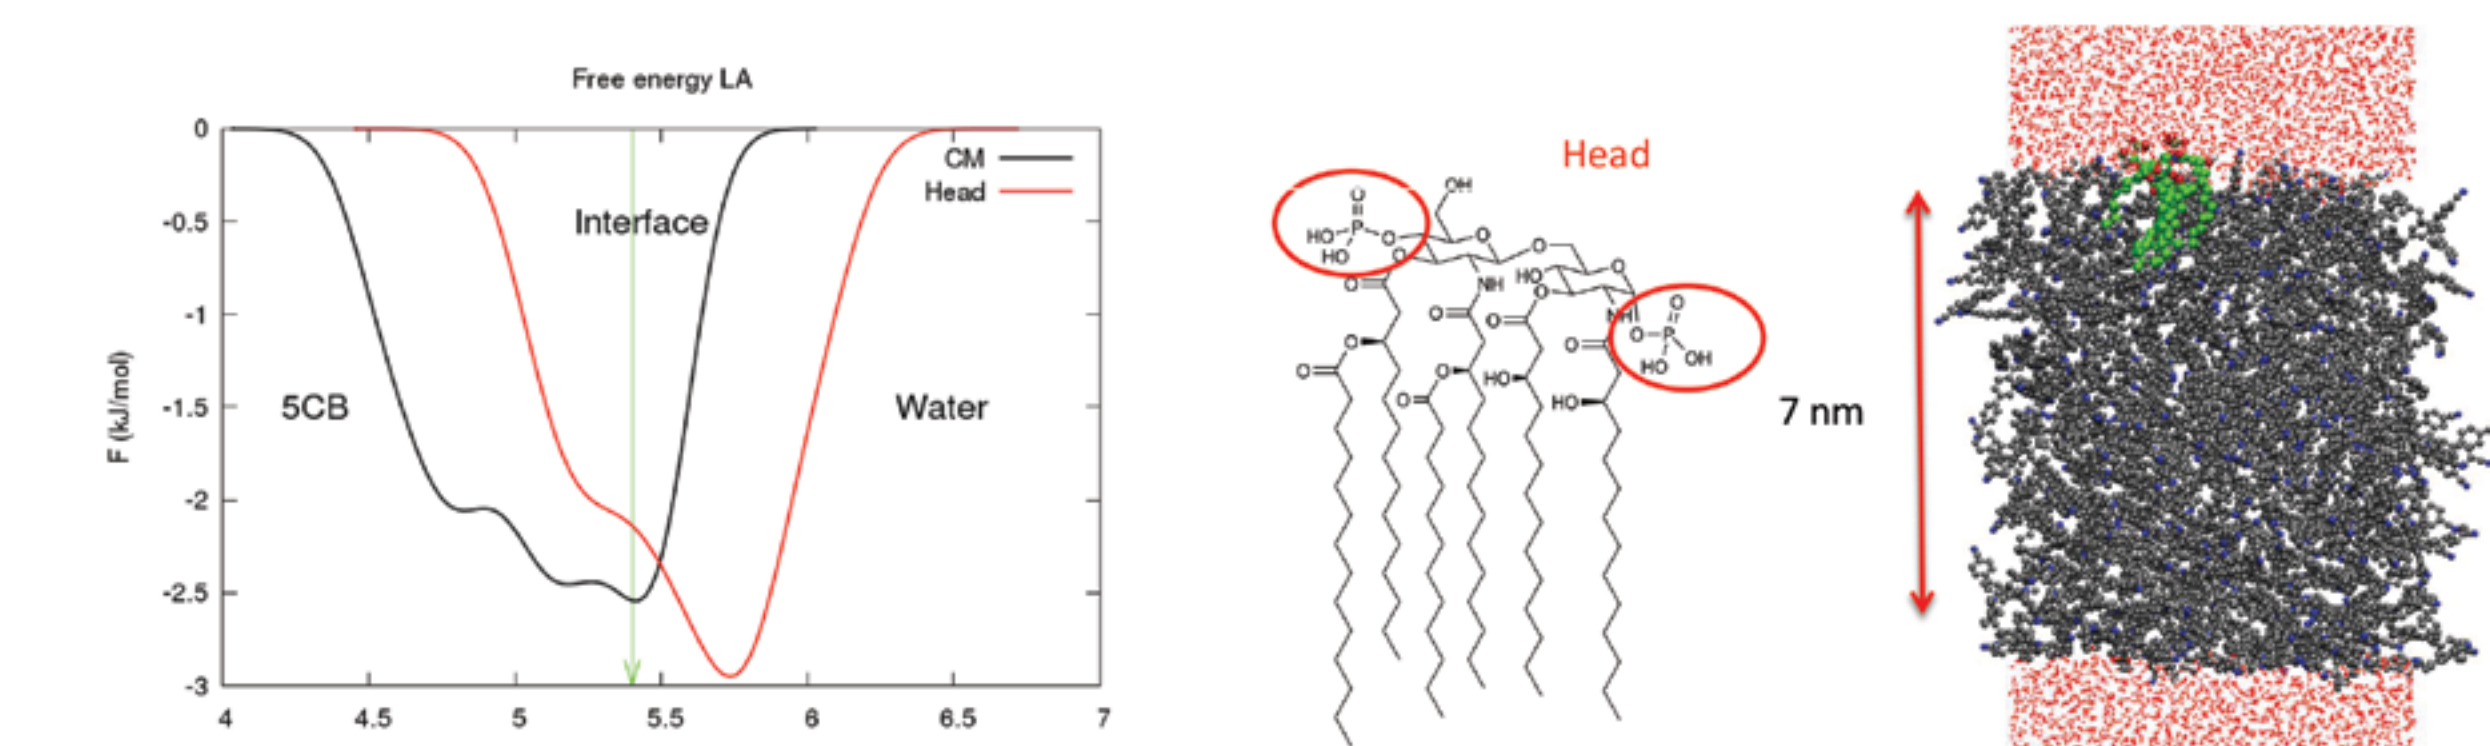 Free energy LA
0
-0.5
-1
-1.5
-2
-2.5
-3
F (kJ/mol)
4
4.5
5
5.5
6
6.5
7
CM
Head
Interface
5CB
Water
Head
OH
O
HO
P
O
HO
O
O
O
HO
O
O
O
NH
HO
O
NH
O
O
P
O
HO
OH
O
O
O
O
O
O
O
HO
HO
7 nm